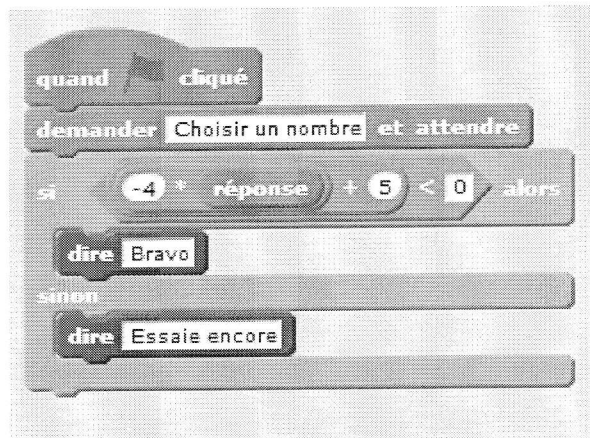 quand cliqué
demander Choisir un nombre et attendre
si -4 * réponse + 5 < 0 alors
dire Bravo
sinon
dire Essaie encore